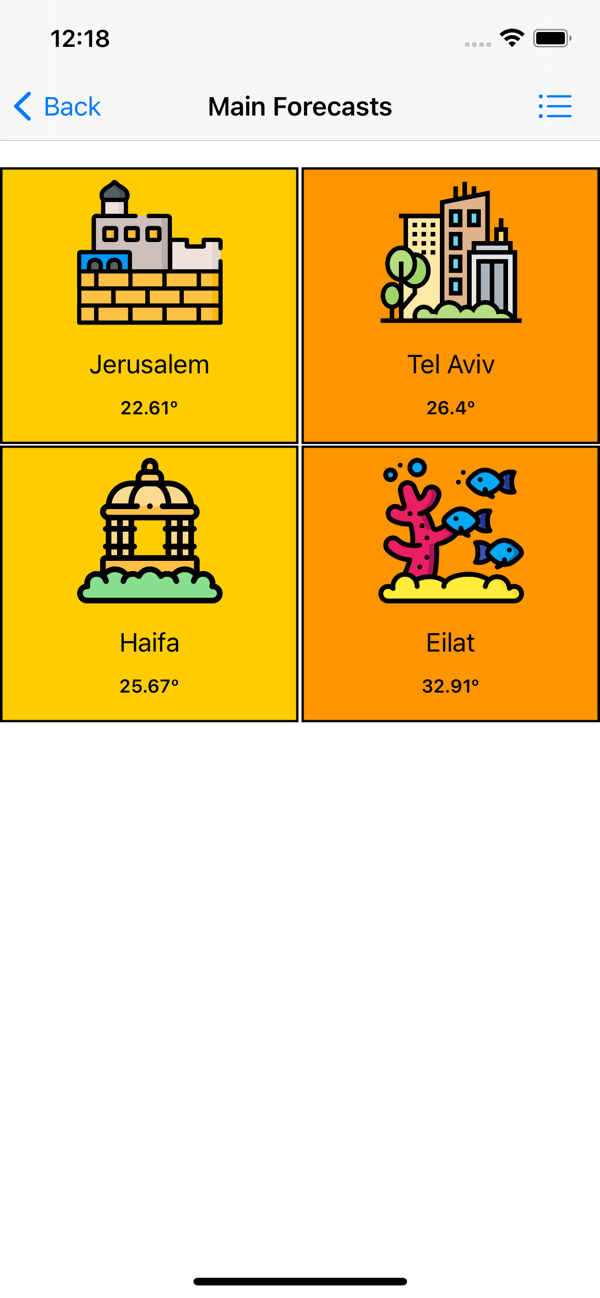 12:18
Back
Main Forecasts
Jerusalem
22.61°
Tel Aviv
26.4°
Haifa
25.67°
Eilat
32.91°